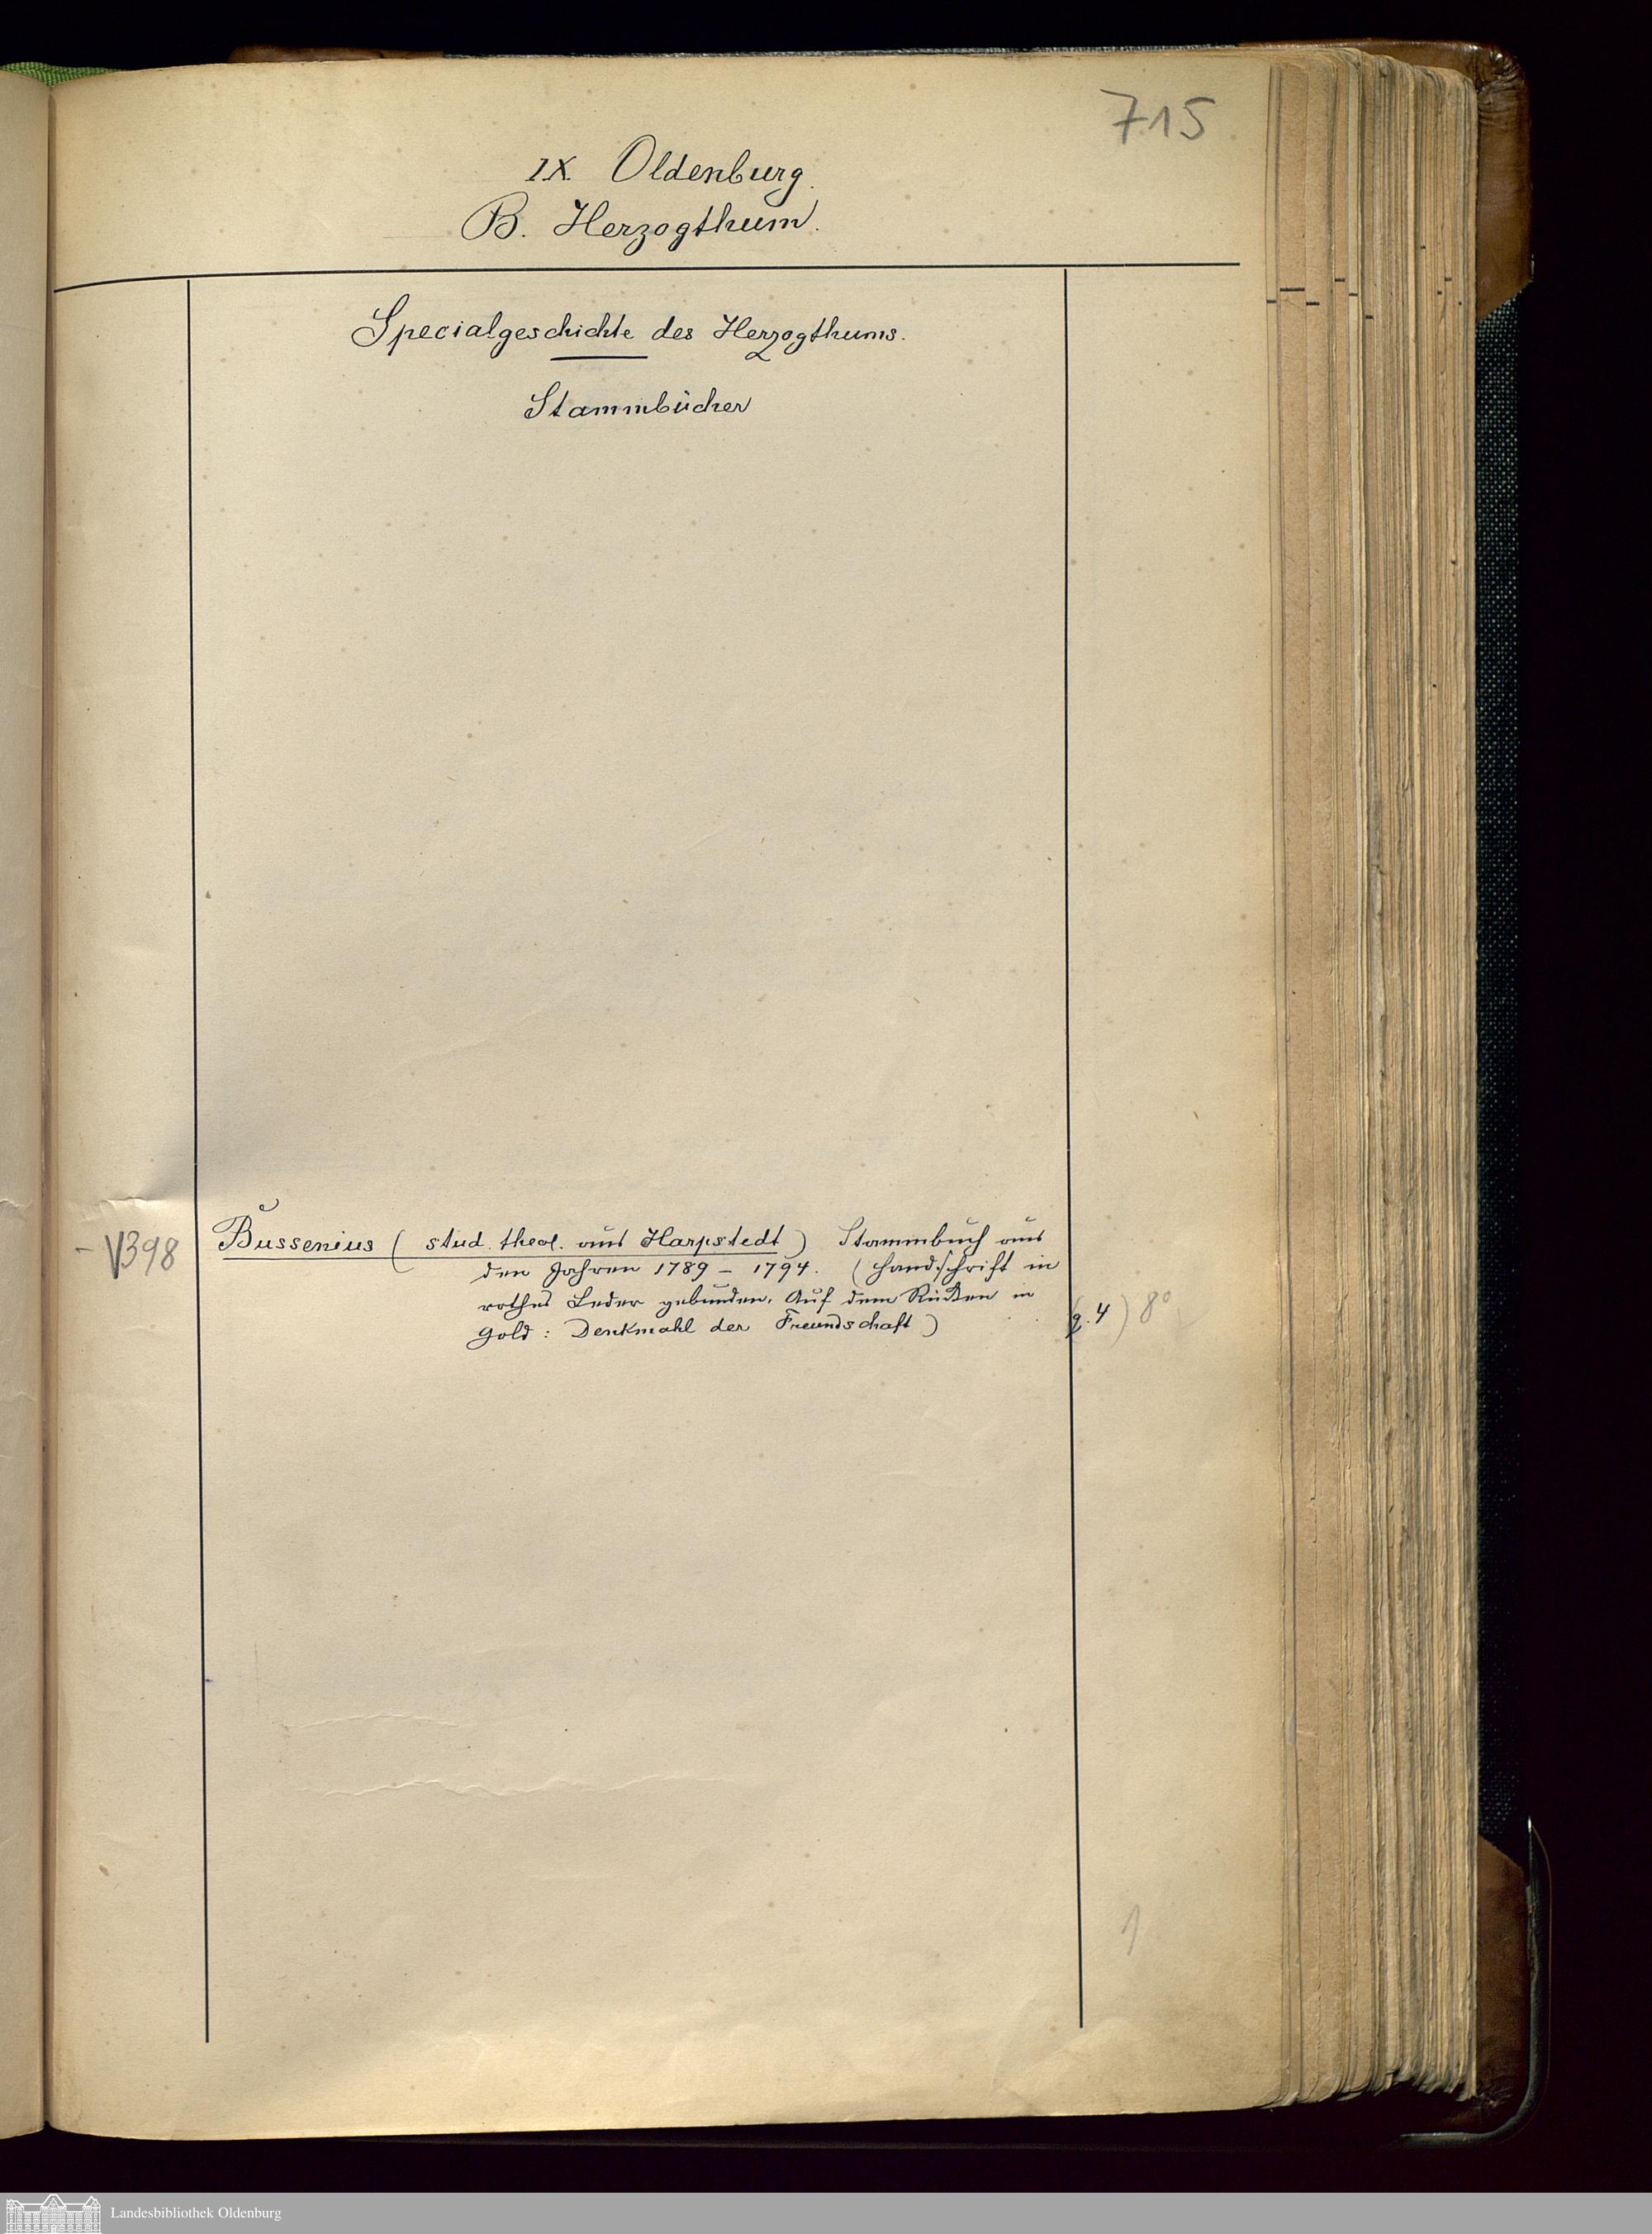 715
IX. Oldenburg.
B. Herzogthum.
Specialgeschichte des Herzogthums.
Stammbücher
- V398
Bussenius ( stud. theol. aus Harpstedt ) Stammbuch aus
den Jahren 1789 - 1794. (Handschrift in
rothes Leder gebunden. Auf dem Rücken in
Gold: Denkmahl der Freundschaft )
(q. 4) 8°
1
Landesbibliothek Oldenburg